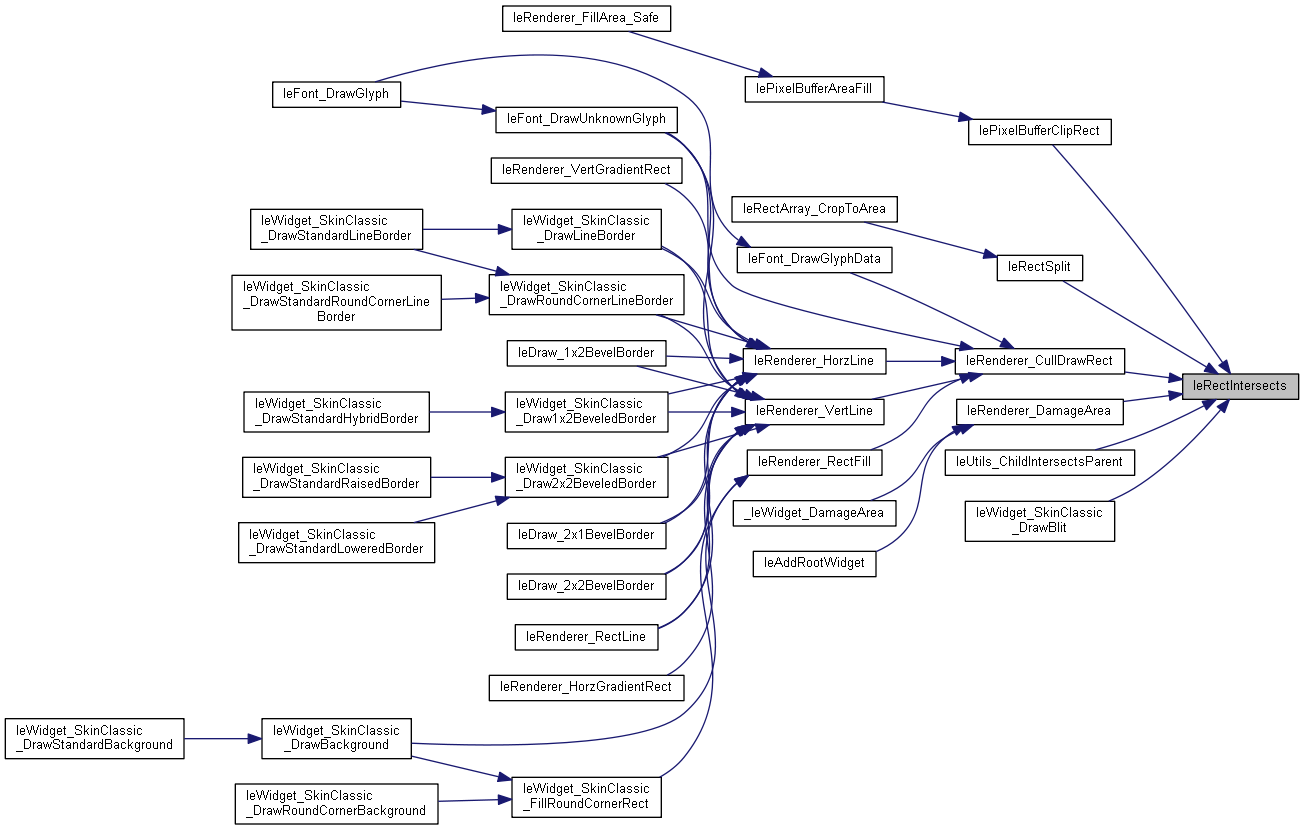 leRenderer_FillArea_Safe
lePixelBufferAreaFill
leFont_DrawGlyph
leFont_DrawUnknownGlyph
lePixelBufferClipRect
leRenderer_VertGradientRect
leRectArray_CropToArea
leWidget_SkinClassic
_DrawStandardLineBorder
leWidget_SkinClassic
_DrawLineBorder
leFont_DrawGlyphData
leRectSplit
leWidget_SkinClassic
_DrawStandardRoundCornerLine
Border
leWidget_SkinClassic
_DrawRoundCornerLineBorder
leDraw_1x2BevelBorder
leRenderer_HorzLine
leRenderer_CullDrawRect
leRectIntersects
leWidget_SkinClassic
_DrawStandardHybridBorder
leWidget_SkinClassic
_Draw1x2BeveledBorder
leRenderer_VertLine
leRenderer_DamageArea
leWidget_SkinClassic
_DrawStandardRaisedBorder
leWidget_SkinClassic
_Draw2x2BeveledBorder
leRenderer_RectFill
leUtils_ChildIntersectsParent
leWidget_SkinClassic
_DrawStandardLoweredBorder
leDraw_2x1BevelBorder
_leWidget_DamageArea
leWidget_SkinClassic
_DrawBlit
leAddRootWidget
leDraw_2x2BevelBorder
leRenderer_RectLine
leRenderer_HorzGradientRect
leWidget_SkinClassic
_DrawStandardBackground
leWidget_SkinClassic
_DrawBackground
leWidget_SkinClassic
_DrawRoundCornerBackground
leWidget_SkinClassic
_FillRoundCornerRect